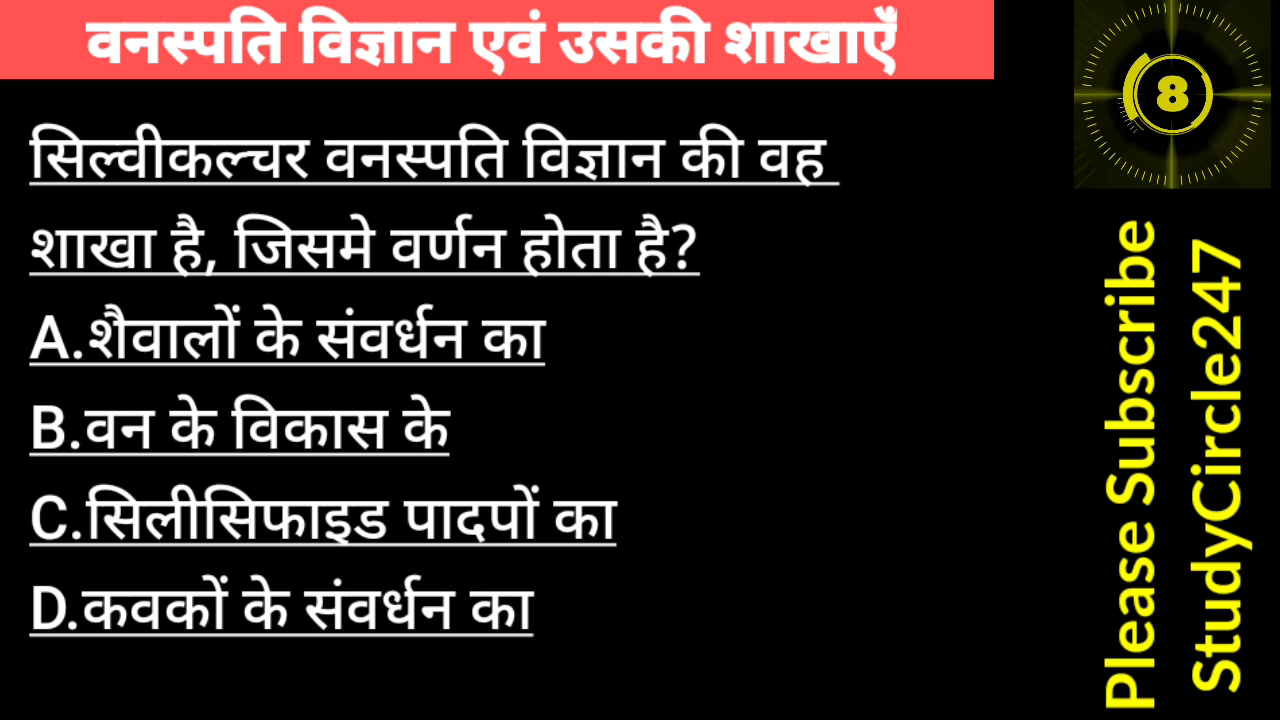 वनस्पति विज्ञान एवं उसकी शाखाएँ
8
सिल्वीकल्चर वनस्पति विज्ञान की वह
शाखा है, जिसमे वर्णन होता है?
A.शैवालों के संवर्धन का
B.वन के विकास के
C.सिलीसिफाइड पादपों का
D.कवकों के संवर्धन का
Please Subscribe
StudyCircle247